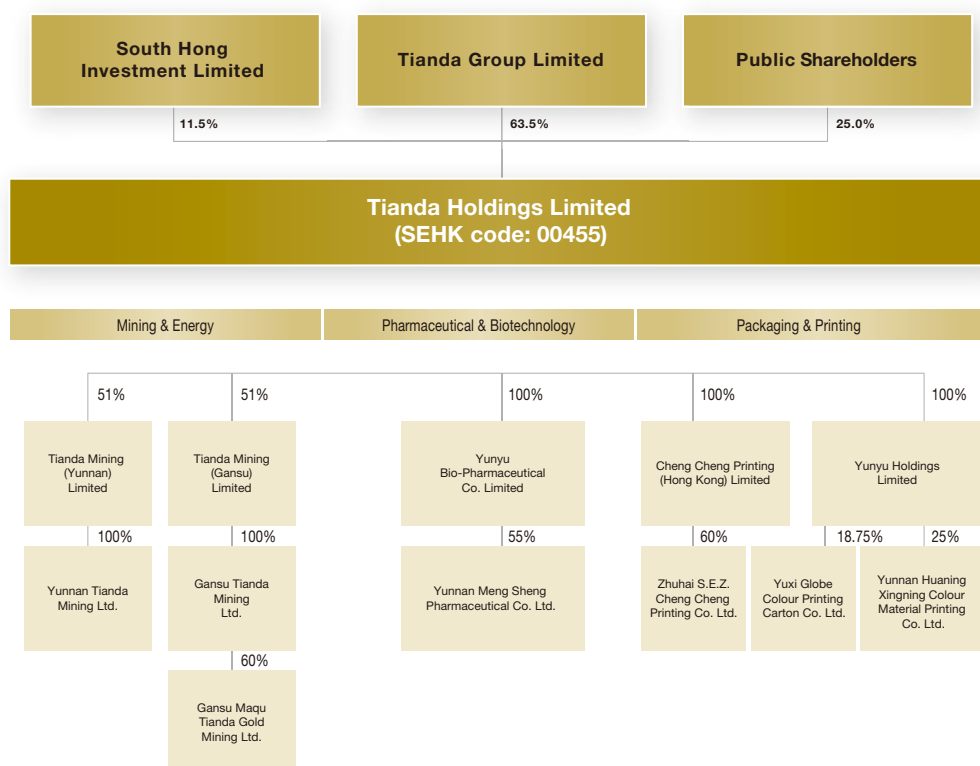 South Hong
Investment Limited
Tianda Group Limited
Public Shareholders
11.5%
63.5%
25.0%
Tianda Holdings Limited
(SEHK code: 00455)
Mining & Energy
Pharmaceutical & Biotechnology
Packaging & Printing
51%
51%
100%
100%
100%
Tianda Mining
(Yunnan)
Limited
Tianda Mining
(Gansu)
Limited
Yunyu
Bio-Pharmaceutical
Co. Limited
Cheng Cheng Printing
(Hong Kong) Limited
Yunyu Holdings
Limited
100%
100%
55%
60%
18.75%
25%
Yunnan Tianda
Mining Ltd.
Gansu Tianda
Mining
Ltd.
Yunnan Meng Sheng
Pharmaceutical Co. Ltd.
Zhuhai S.E.Z.
Cheng Cheng
Printing Co. Ltd.
Yuxi Globe
Colour Printing
Carton Co. Ltd.
Yunnan Huaning
Xingning Colour
Material Printing
Co. Ltd.
60%
Gansu Maqu
Tianda Gold
Mining Ltd.